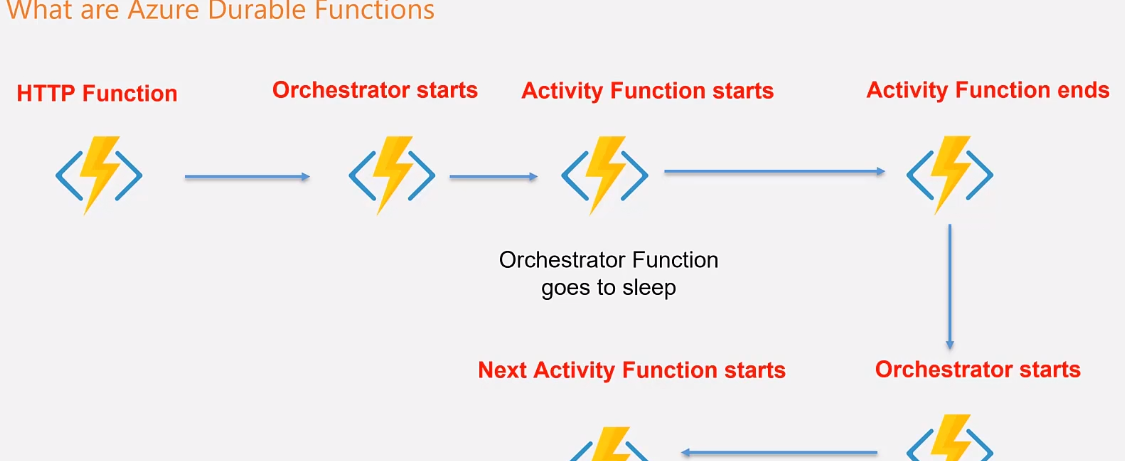 What are Azure Durable Functions
HTTP Function
Orchestrator starts
Activity Function starts
Activity Function ends
Orchestrator Function
goes to sleep
Next Activity Function starts
Orchestrator starts